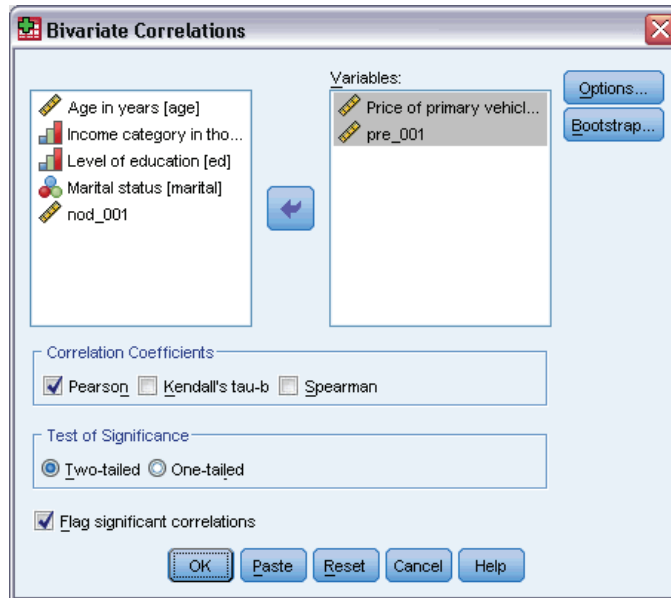 Bivariate Correlations
Variables:
Age in years [age]
Income category in tho...
Level of education [ed]
Marital status [marital]
nod_001
Price of primary vehicl...
pre_001
Options...
Bootstrap...
Correlation Coefficients
Pearson Kendall's tau-b Spearman
Test of Significance
Two-tailed One-tailed
Flag significant correlations
OK Paste Reset Cancel Help